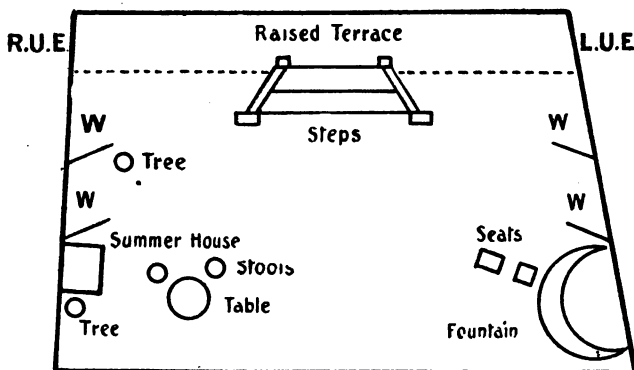 R.U.E.
Raised Terrace
L.U.E.
Steps
W
W
Tree
W
W
Summer House
Seats
Stools
Table
Tree
Fountain